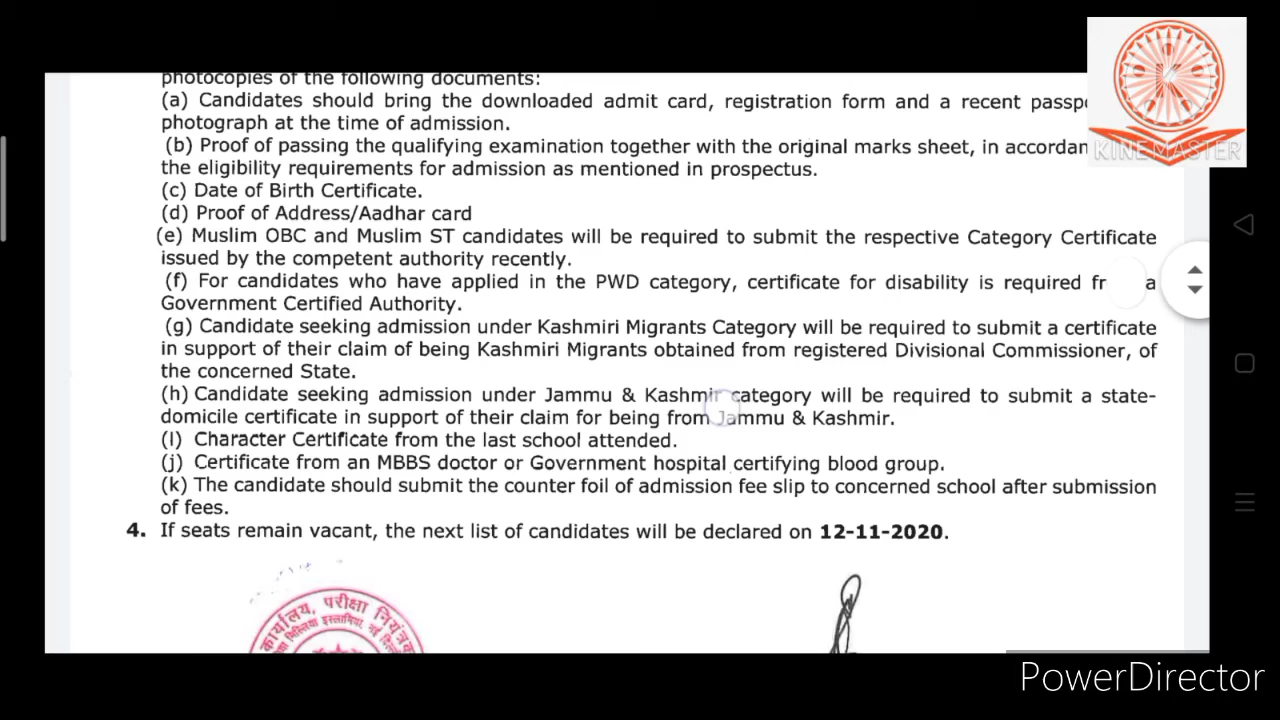 photocopies of the following documents:
(a) Candidates should bring the downloaded admit card, registration form and a recent
photograph at the time of admission.
(b) Proof of passing the qualifying examination together with the original marks sheet, in
the eligibility requirements for admission as mentioned in prospectus.
(c) Date of Birth Certificate.
(d) Proof of Address/Aadhar card
(e) Muslim OBC and Muslim ST candidates will be required to submit the respective Category Certificate
issued by the competent authority recently.
(f) For candidates who have applied in the PWD category, certificate for disability is required a
Government Certified Authority.
(g) Candidate seeking admission under Kashmiri Migrants Category will be required to submit a certificate
in support of their claim of being Kashmiri Migrants obtained from registered Divisional Commissioner, of
the concerned State.
(h) Candidate seeking admission under Jammu & Kashmir category will be required to submit a state-
domicile certificate in support of their claim for being from Jammu & Kashmir.
(i) Character Certificate from the last school attended.
(j) Certificate from an MBBS doctor or Government hospital certifying blood group.
(k) The candidate should submit the counter foil of admission fee slip to concerned school after submission
of fees.
4. If seats remain vacant, the next list of candidates will be declared on 12-11-2020.
कार्यालय, परीक्षा नियंत्रक
इस्लामिया, नई
K
KINEMASTER
PowerDirector